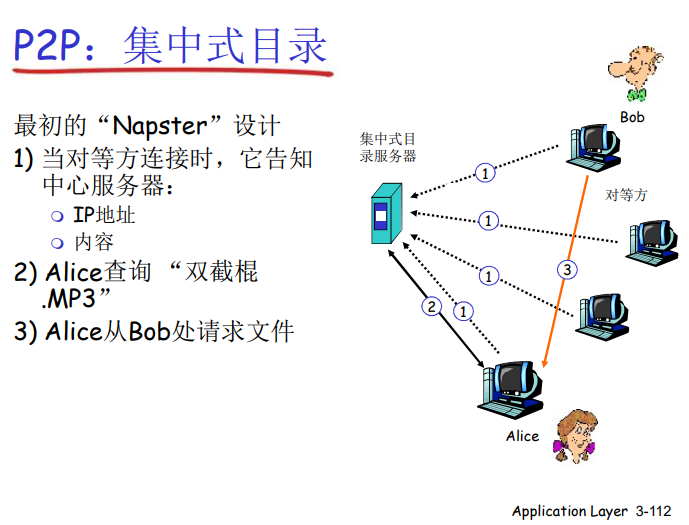 P2P：集中式目录
最初的“Napster”设计
1) 当对等方连接时，它告知
中心服务器：
IP地址
内容
2) Alice查询 “双截棍
.MP3”
3) Alice从Bob处请求文件
集中式目
录服务器
Bob
对等方
1
1
3
1
2
1
Alice
Application Layer 3-112